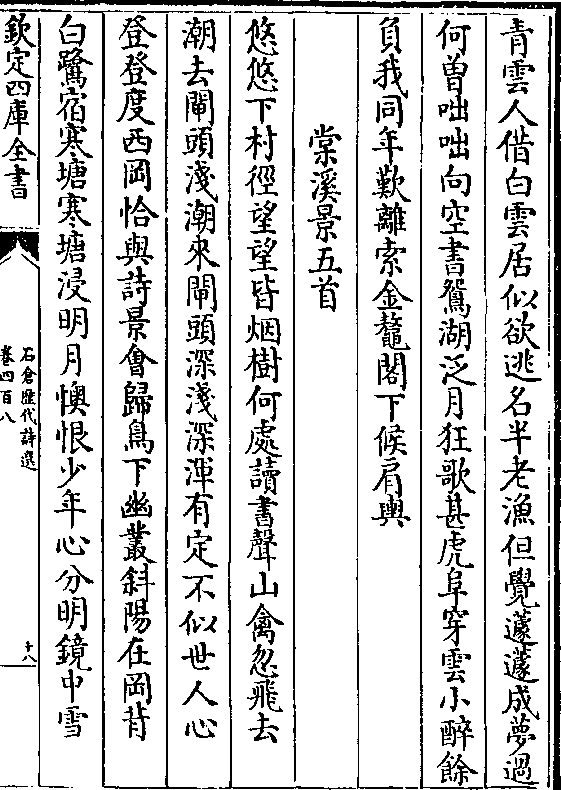 青雲人借白雲居似欲逃名半老漁但覺蘧蘧成夢過
何曽咄咄向空書鴛湖泛月狂歌甚虎阜穿雲小醉餘
負我同年歎離索金鼇閣下候肩輿
棠溪景五首
悠悠下村徑望望皆烟樹何處讀書聲山禽忽飛去
潮去閘頭淺潮來閘頭深淺深渾有定不似世人心
登登度西岡恰與詩景會歸鳥下幽叢斜陽在岡背
白鷺宿寒塘寒塘浸明月懊恨少年心分明鏡中雪
欽定四庫全書
石倉歴代詩選
卷四百八
十八